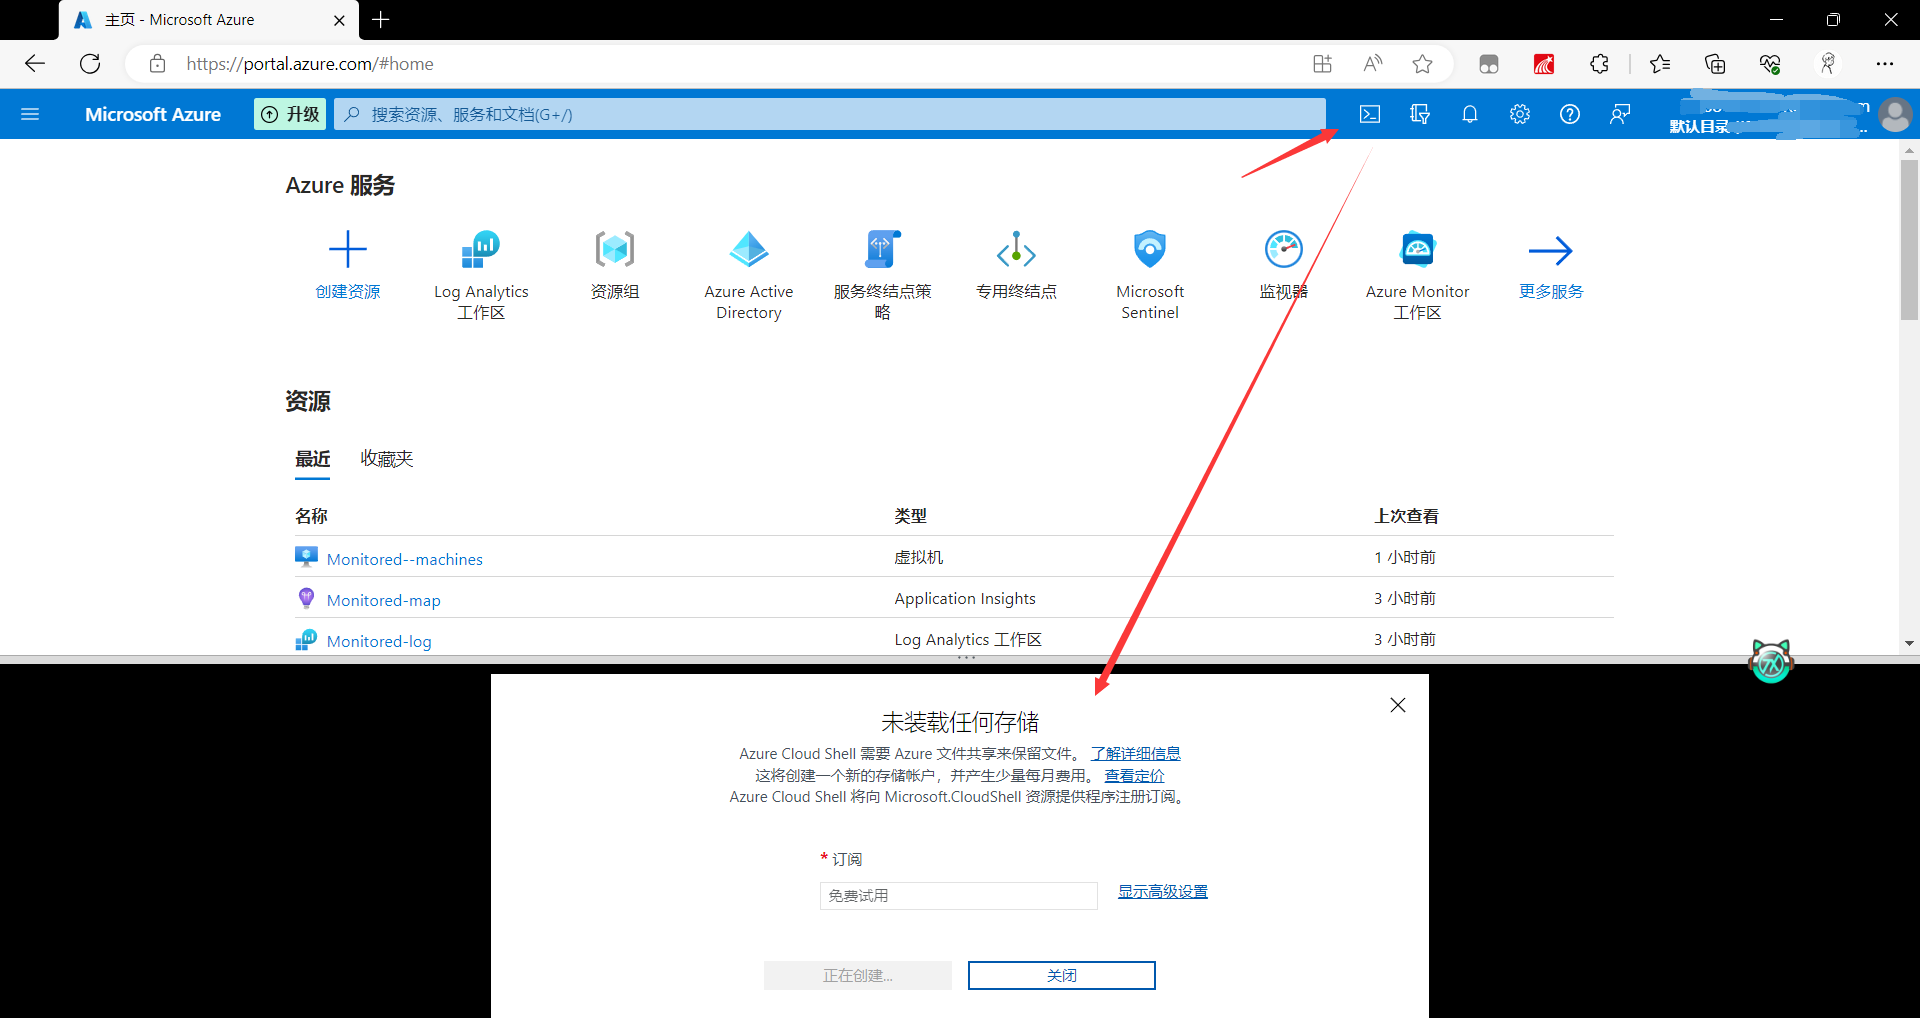 主页 - Microsoft Azure
https://portal.azure.com/#home
Microsoft Azure
升级
搜索资源、服务和文档(G+/)
默认目录
Azure 服务
创建资源
Log Analytics
工作区
资源组
Azure Active
Directory
服务终结点策
略
专用终结点
Microsoft
Sentinel
监视器
Azure Monitor
工作区
更多服务
资源
最近
收藏夹
名称
类型
上次查看
Monitored--machines
虚拟机
1 小时前
Monitored-map
Application Insights
3 小时前
Monitored-log
Log Analytics 工作区
3 小时前
未装载任何存储
Azure Cloud Shell 需要 Azure 文件共享来保留文件。 了解详细信息
这将创建一个新的存储帐户，并产生少量每月费用。 查看定价
Azure Cloud Shell 将向 Microsoft.CloudShell 资源提供程序注册订阅。
* 订阅
免费试用
显示高级设置
正在创建...
关闭